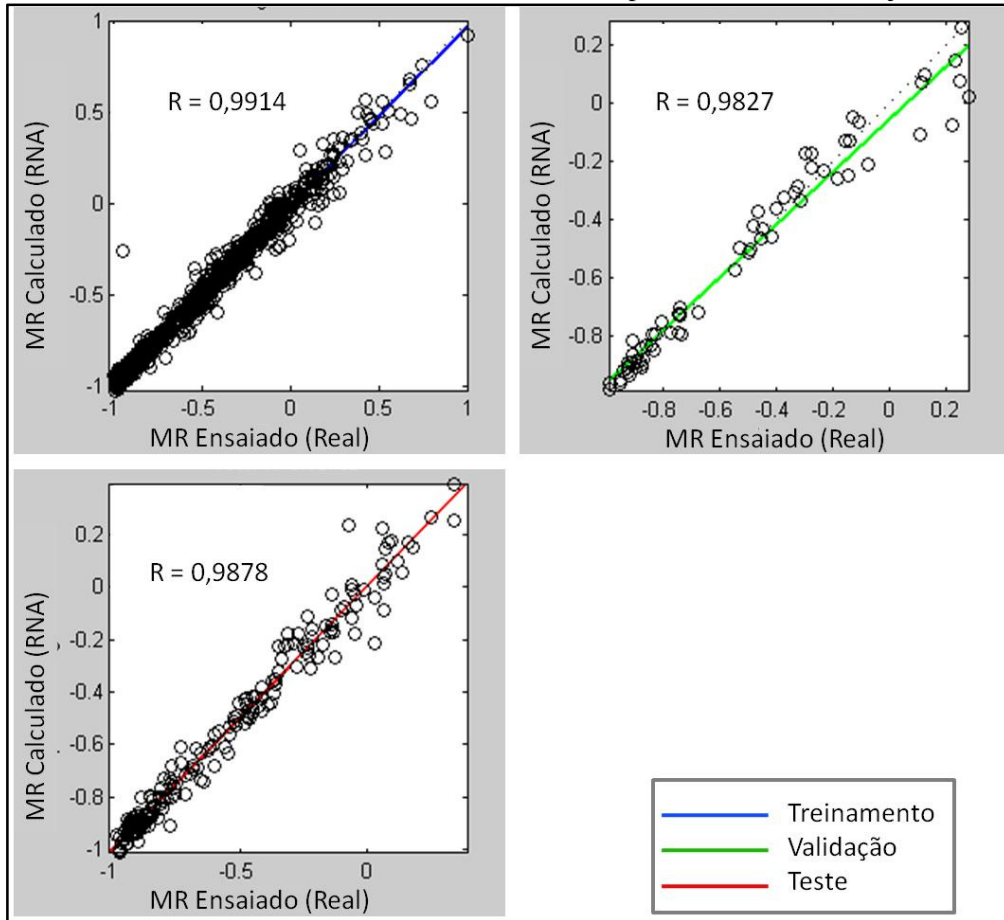 1
0.5
0
-0.5
-1
R = 0,9914
MR Calculado (RNA)
-1
-0.5
0
0.5
1
MR Ensaiado (Real)
0.2
0
-0.2
-0.4
-0.6
-0.8
R = 0,9827
MR Calculado (RNA)
-0.8
-0.6
-0.4
-0.2
0
0.2
MR Ensaiado (Real)
0.2
0
-0.2
-0.4
-0.6
-0.8
-1
R = 0,9878
MR Calculado (RNA)
-1
-0.5
0
MR Ensaiado (Real)
Treinamento
Validação
Teste